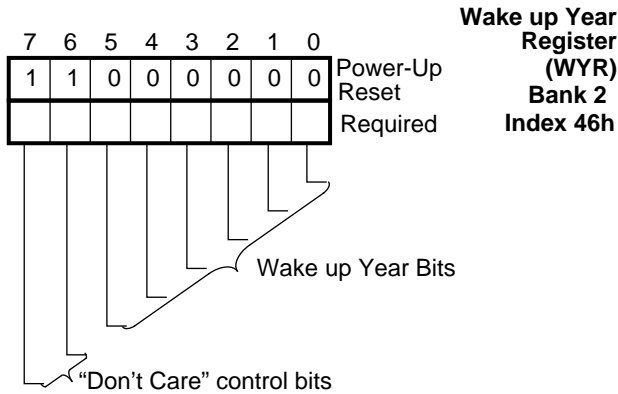 Wake up Year
Register
(WYR)
Bank 2
Index 46h
7 6 5 4 3 2 1 0
1 1 0 0 0 0 0 0
Power-Up
Reset
Required
Wake up Year Bits
“Don’t Care” control bits